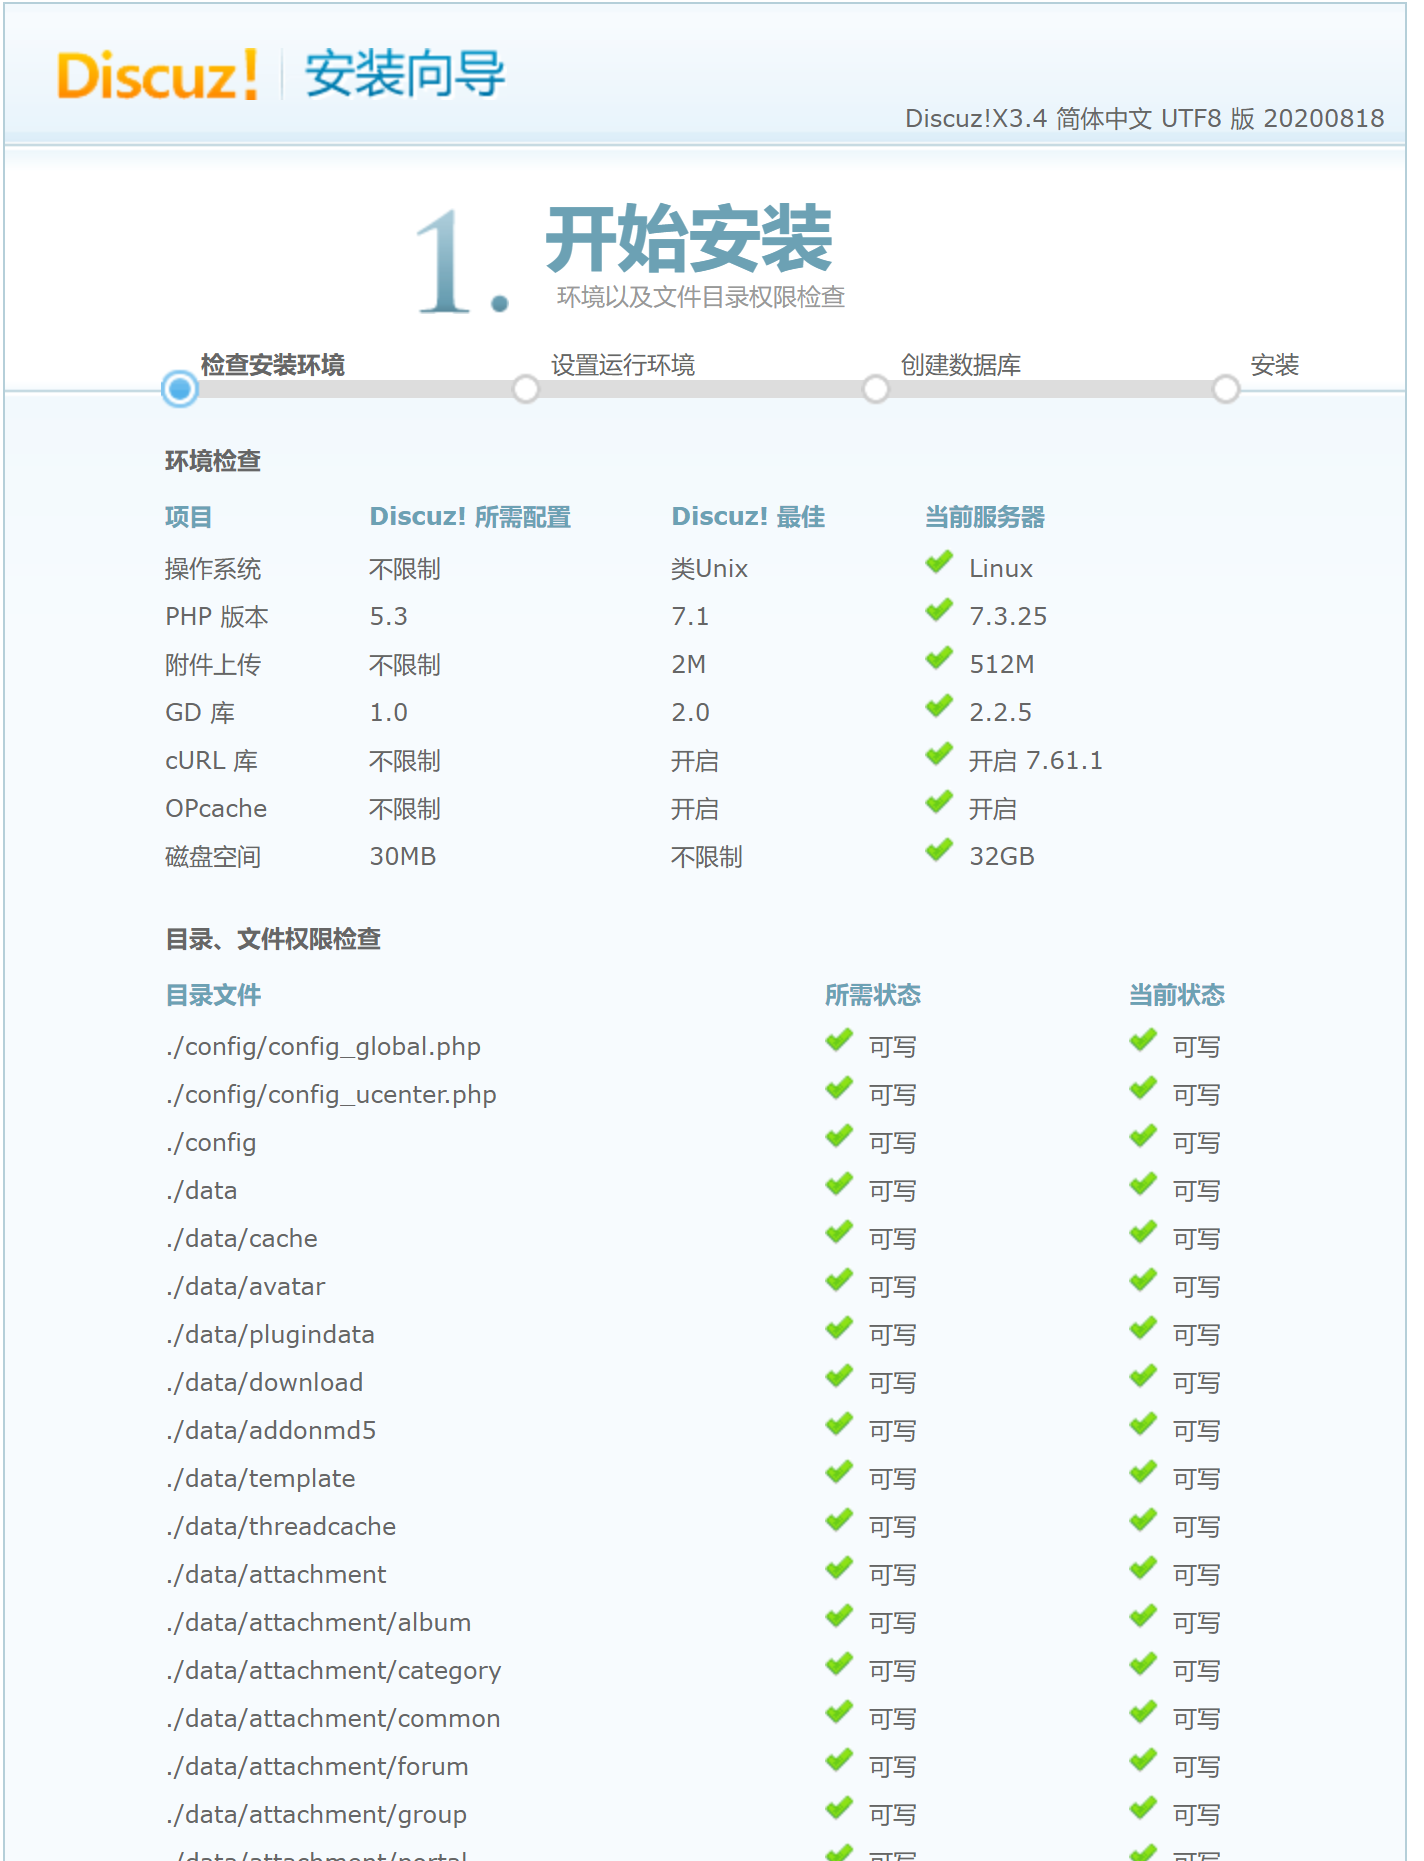 Discuz! 安装向导
Discuz!X3.4 简体中文 UTF8 版 20200818
1. 开始安装
环境以及文件目录权限检查
检查安装环境 设置运行环境 创建数据库 安装
环境检查
项目 Discuz! 所需配置 Discuz! 最佳 当前服务器
操作系统 不限制 类Unix Linux
PHP 版本 5.3 7.1 7.3.25
附件上传 不限制 2M 512M
GD 库 1.0 2.0 2.2.5
cURL 库 不限制 开启 开启 7.61.1
OPcache 不限制 开启 开启
磁盘空间 30MB 不限制 32GB
目录、文件权限检查
目录文件 所需状态 当前状态
./config/config_global.php 可写 可写
./config/config_ucenter.php 可写 可写
./config 可写 可写
./data 可写 可写
./data/cache 可写 可写
./data/avatar 可写 可写
./data/plugindata 可写 可写
./data/download 可写 可写
./data/addonmd5 可写 可写
./data/template 可写 可写
./data/threadcache 可写 可写
./data/attachment 可写 可写
./data/attachment/album 可写 可写
./data/attachment/category 可写 可写
./data/attachment/common 可写 可写
./data/attachment/forum 可写 可写
./data/attachment/group 可写 可写
./data/attachment/portal 可写 可写